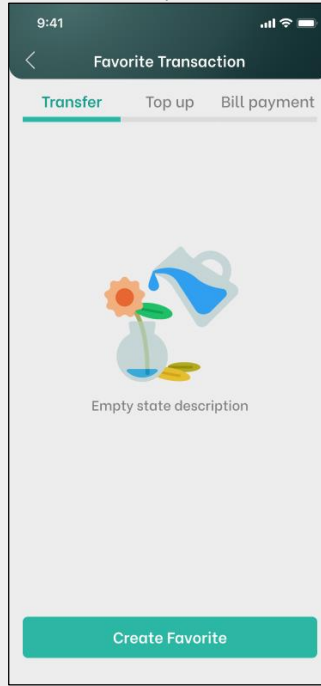 9:41
Favorite Transaction
Transfer Top up Bill payment
Empty state description
Create Favorite